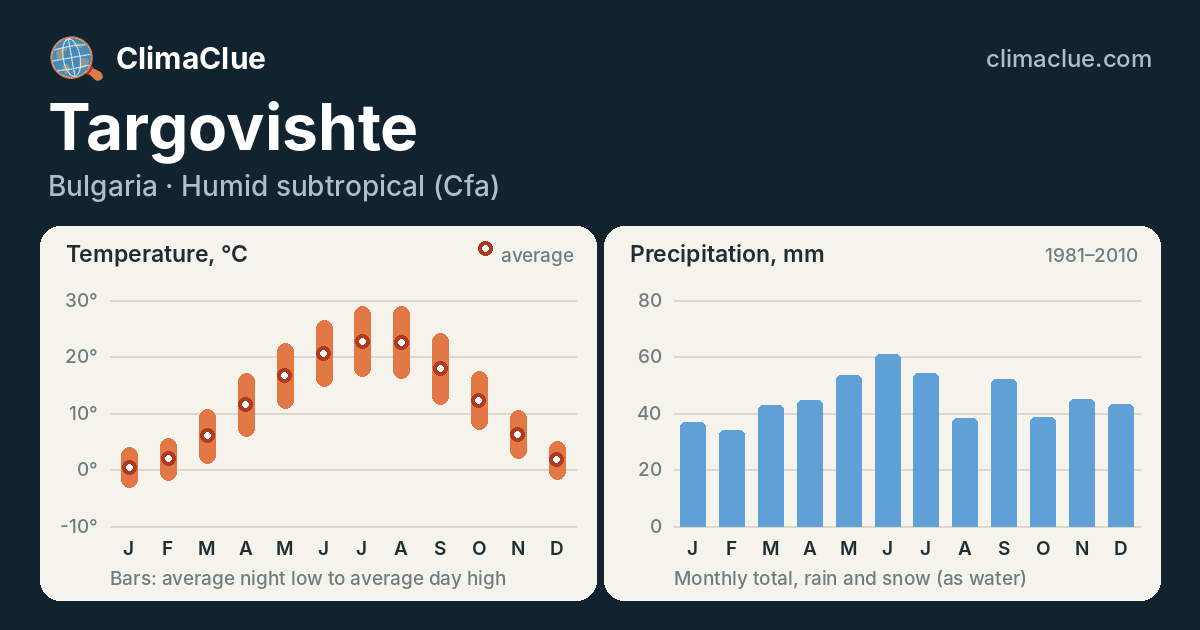 ClimaClue
climaclue.com
Targovishte
Bulgaria · Humid subtropical (Cfa)
Temperature, °C
average
30°
20°
10°
0°
-10°
J F M A M J J A S O N D
Bars: average night low to average day high
Precipitation, mm
1981–2010
80
60
40
20
0
J F M A M J J A S O N D
Monthly total, rain and snow (as water)